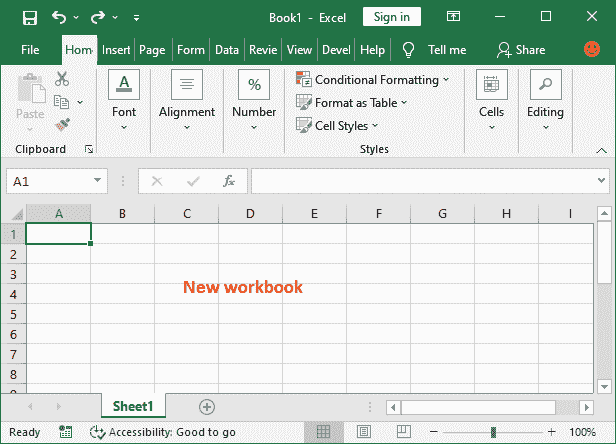 Book1 - Excel Sign in
File Hom Insert Page Form Data Revie View Devel Help Tell me Share
Paste
Clipboard
A
Font
Alignment
%
Number
Conditional Formatting
Format as Table
Cell Styles
Styles
Cells
Editing
A1 fx
A B C D E F G H I
1
2
3
New workbook
4
5
6
7
8
Sheet1
Ready Accessibility: Good to go 100%